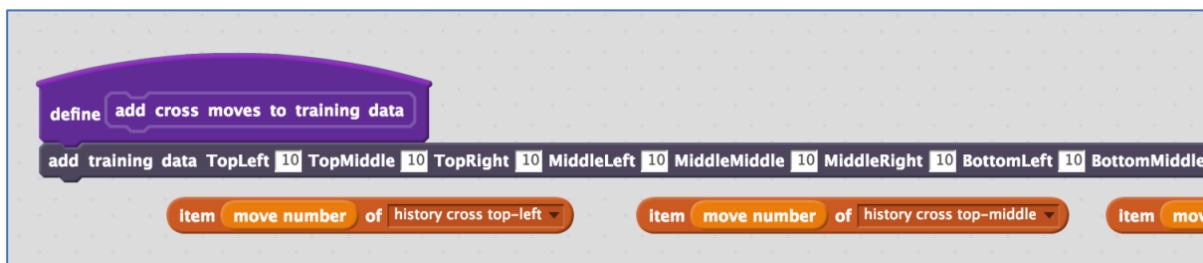 define add cross moves to training data
add training data TopLeft 10 TopMiddle 10 TopRight 10 MiddleLeft 10 MiddleMiddle 10 MiddleRight 10 BottomLeft 10 BottomMiddle
item move number of history cross top-left item move number of history cross top-middle item